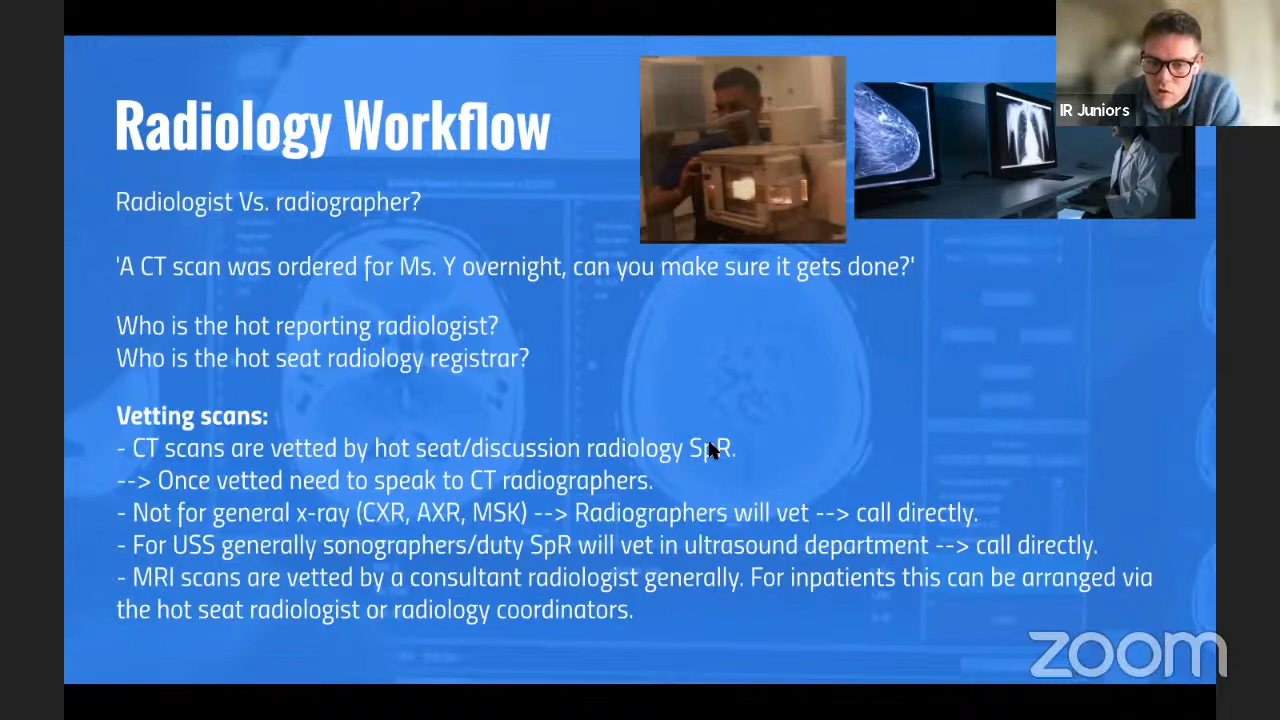 IR Juniors
Radiology Workflow
Radiologist Vs. radiographer?
'A CT scan was ordered for Ms. Y overnight, can you make sure it gets done?'
Who is the hot reporting radiologist?
Who is the hot seat radiology registrar?
Vetting scans:
- CT scans are vetted by hot seat/discussion radiology SpR.
--> Once vetted need to speak to CT radiographers.
- Not for general x-ray (CXR, AXR, MSK) --> Radiographers will vet --> call directly.
- For USS generally sonographers/duty SpR will vet in ultrasound department --> call directly.
- MRI scans are vetted by a consultant radiologist generally. For inpatients this can be arranged via
the hot seat radiologist or radiology coordinators.
zoom